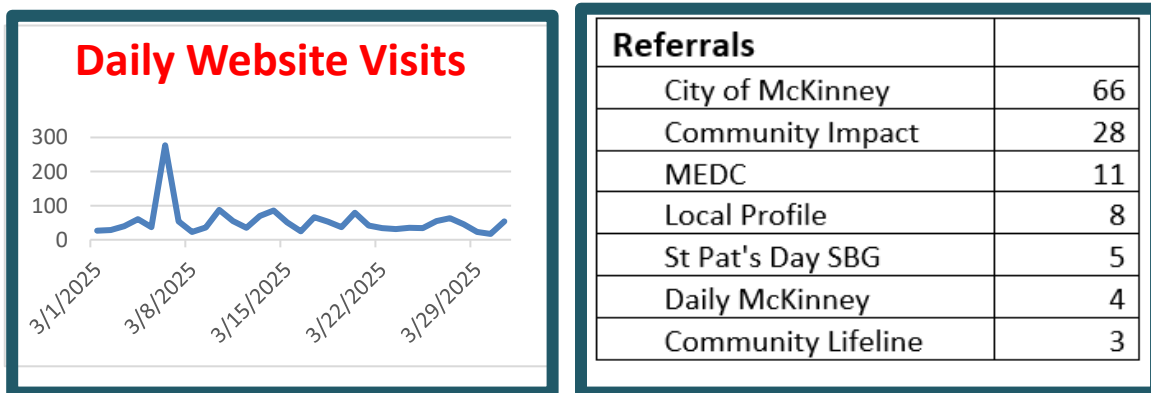 Daily Website Visits
300
200
100
0
3/1/2025
3/8/2025
3/15/2025
3/22/2025
3/29/2025
Referrals
City of McKinney 66
Community Impact 28
MEDC 11
Local Profile 8
St Pat's Day SBG 5
Daily McKinney 4
Community Lifeline 3